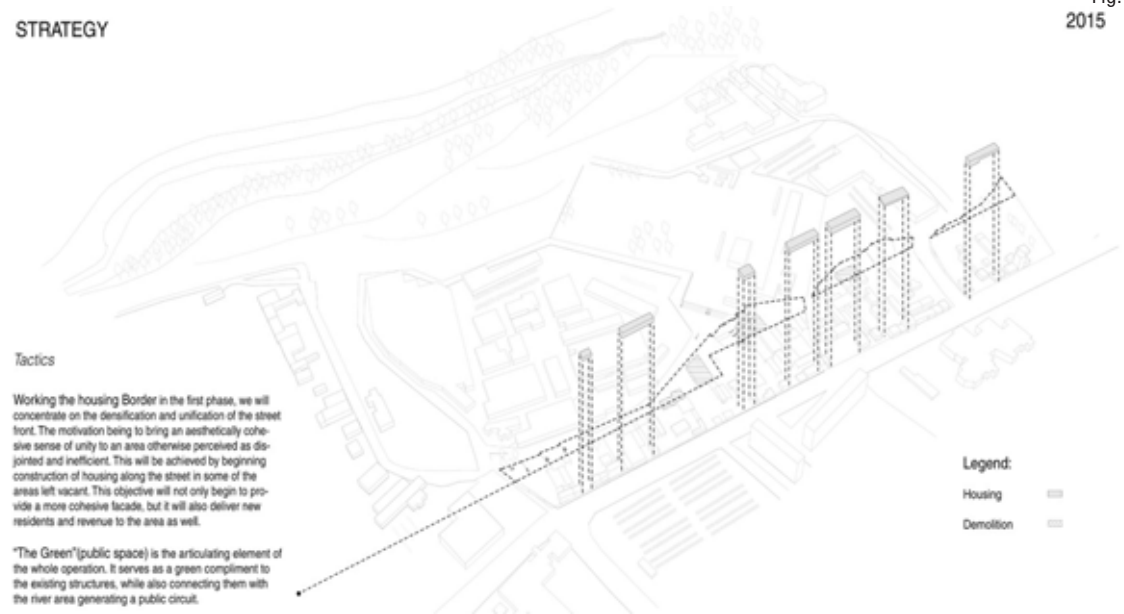 Fig.
STRATEGY
2015
Tactics
Working the housing Border in the first phase, we will
concentrate on the densification and unification of the street
front. The motivation being to bring an aesthetically cohe-
sive sense of unity to an area otherwise perceived as dis-
jointed and inefficient. This will be achieved by beginning
construction of housing along the street in some of the
areas left vacant. This objective will not only begin to pro-
vide a more cohesive facade, but it will also deliver new
residents and revenue to the area as well.
"The Green"(public space) is the articulating element of
the whole operation. It serves as a green compliment to
the existing structures, while also connecting them with
the river area generating a public circuit.
Legend:
Housing
Demolition